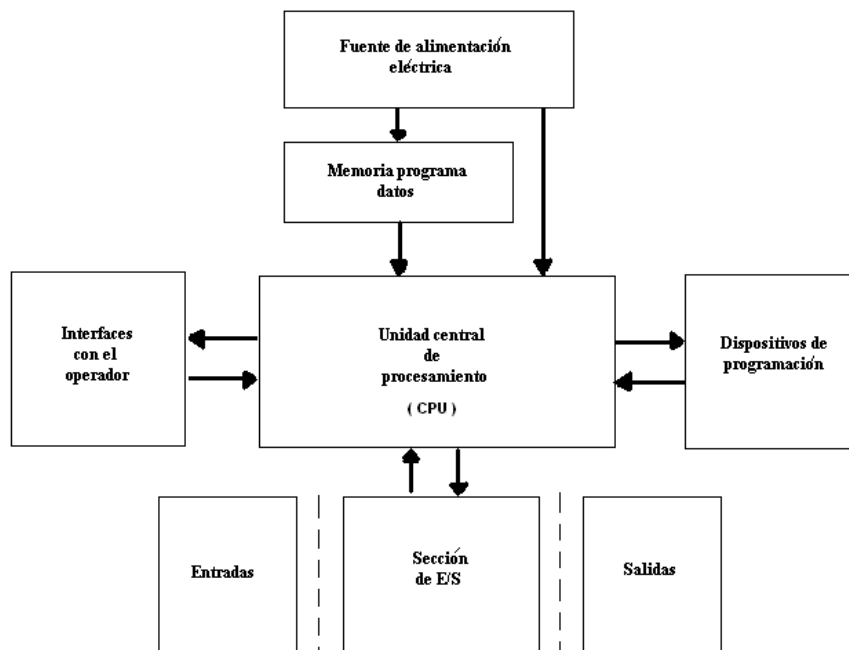 Fuente de alimentación
eléctrica
Memoria programa
datos
Interfaces
con el
operador
Unidad central
de
procesamiento
( CPU )
Dispositivos de
programación
Entradas
Sección
de E/S
Salidas